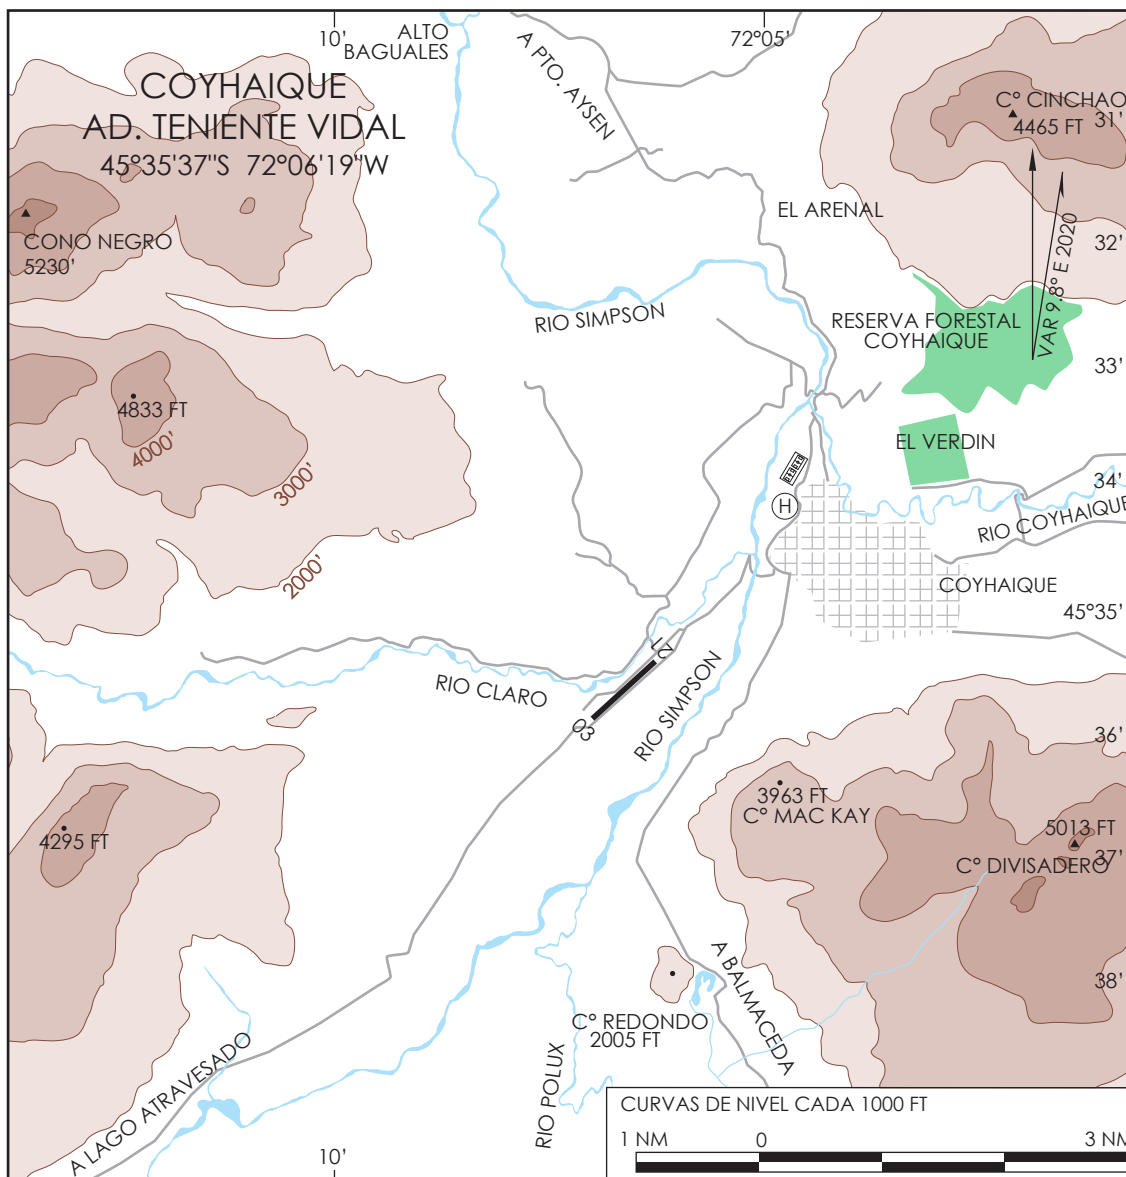 10'
ALTO
BAGUALES
72°05'
A PTO. AYSEN
COYHAIQUE
AD. TENIENTE VIDAL
45°35'37"S 72°06'19"W
C° CINCHAO
4465 FT
31'
EL ARENAL
CONO NEGRO
5230'
32'
VAR 9.8° E 2020
RIO SIMPSON
RESERVA FORESTAL
COYHAIQUE
33'
4833 FT
4000'
3000'
2000'
EL VERDIN
34'
H
RIO COYHAIQUE
COYHAIQUE
45°35'
21
RIO CLARO
03
RIO SIMPSON
36'
3963 FT
C° MAC KAY
4295 FT
5013 FT
37'
C° DIVISADERO
38'
A BALMACEDA
C° REDONDO
2005 FT
RIO POLUX
A LAGO ATRAVESADO
10'
CURVAS DE NIVEL CADA 1000 FT
1 NM 0 3 NM